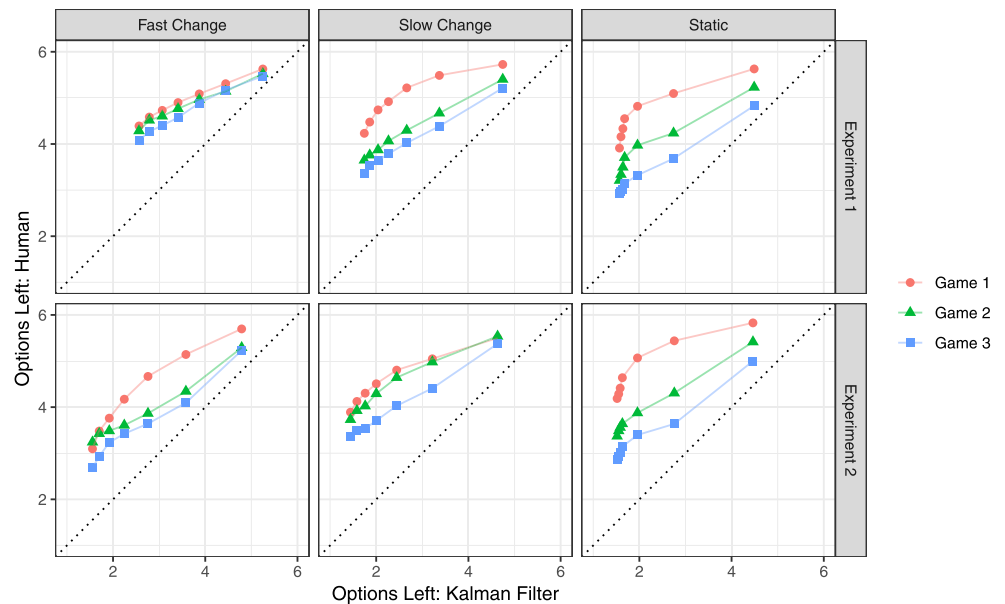 Fast Change
Slow Change
Static
6
4
2
Experiment 1
6
4
2
Experiment 2
2
4
6
2
4
6
2
4
6
Options Left: Human
Options Left: Kalman Filter
Game 1
Game 2
Game 3